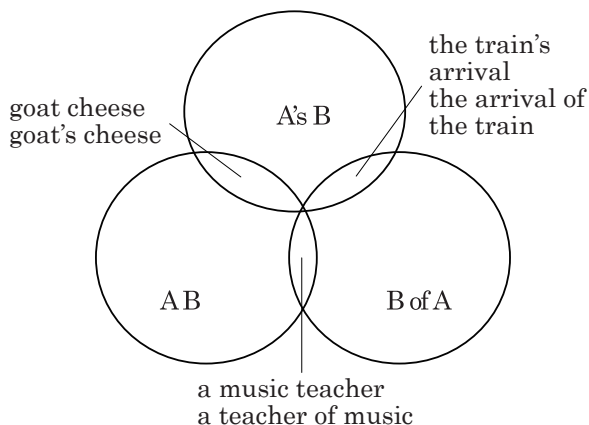 the train’s
arrival
the arrival of
the train
goat cheese
goat’s cheese
A’s B
A B
B of A
a music teacher
a teacher of music